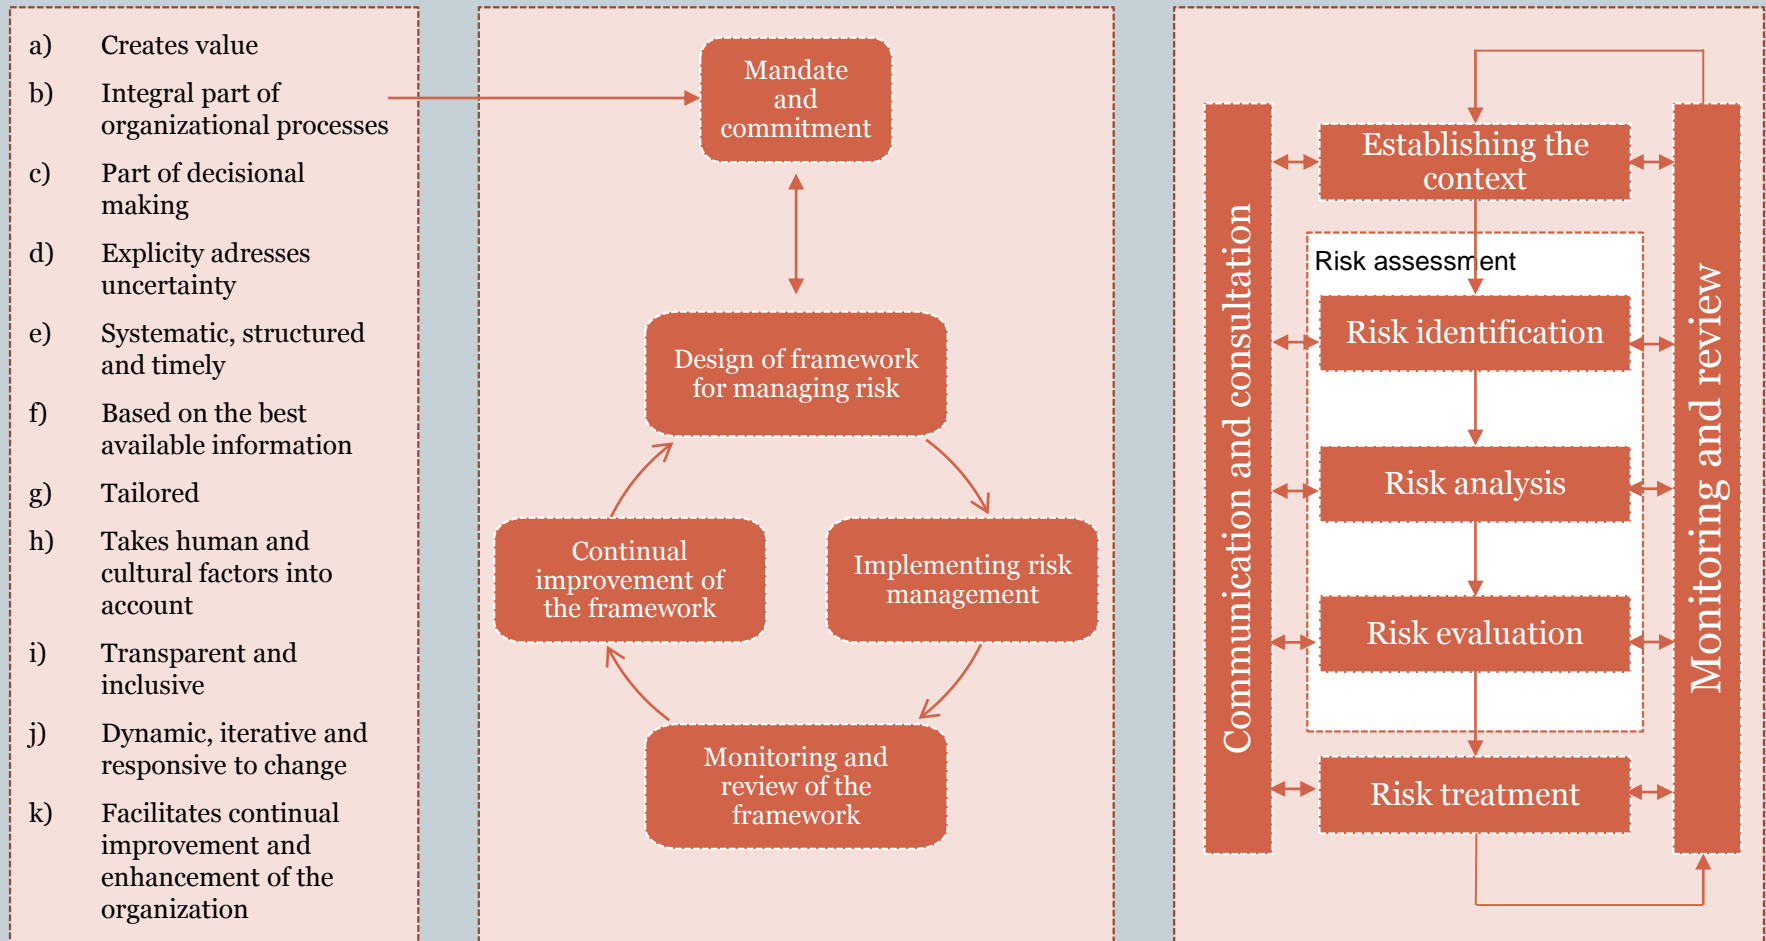 a) Creates value
b) Integral part of
organizational processes
c) Part of decisional
making
d) Explicity adresses
uncertainty
e) Systematic, structured
and timely
f) Based on the best
available information
g) Tailored
h) Takes human and
cultural factors into
account
i) Transparent and
inclusive
j) Dynamic, iterative and
responsive to change
k) Facilitates continual
improvement and
enhancement of the
organization
Mandate
and
commitment
Design of framework
for managing risk
Continual
improvement of
the framework
Implementing risk
management
Monitoring and
review of the
framework
Communication and consultation
Establishing the
context
Risk assessment
Risk identification
Risk analysis
Risk evaluation
Risk treatment
Monitoring and review